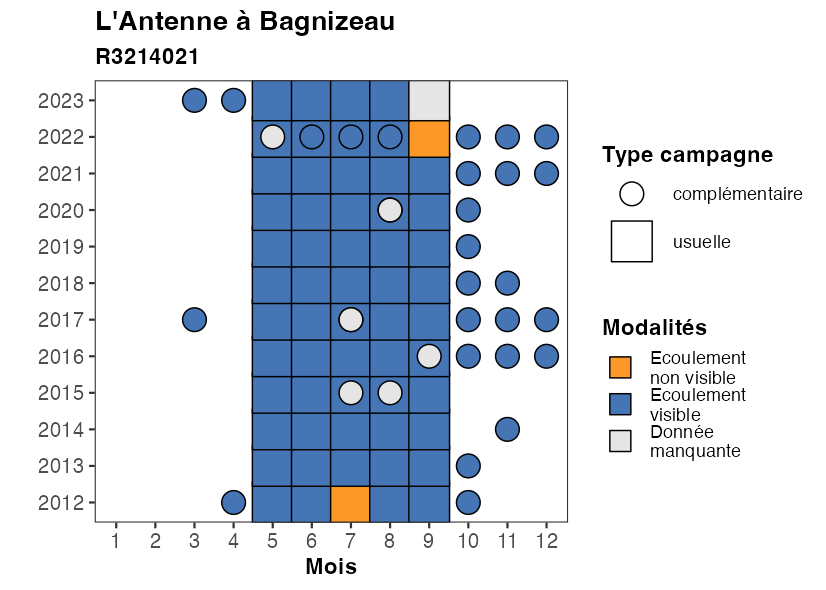 L'Antenne à Bagnizeau
R3214021
2023
2022
2021
2020
2019
2018
2017
2016
2015
2014
2013
2012
1 2 3 4 5 6 7 8 9 10 11 12
Mois
Type campagne
complémentaire
usuelle
Modalités
Ecoulement
non visible
Ecoulement
visible
Donnée
manquante